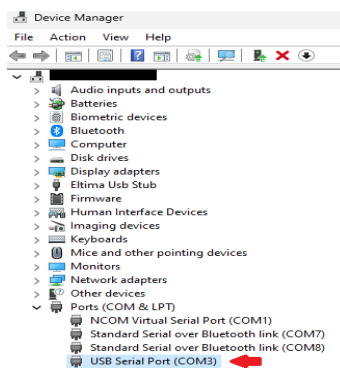 Device Manager
File Action View Help
Audio inputs and outputs
Batteries
Biometric devices
Bluetooth
Computer
Disk drives
Display adapters
Eltima Usb Stub
Firmware
Human Interface Devices
Imaging devices
Keyboards
Mice and other pointing devices
Monitors
Network adapters
Other devices
Ports (COM & LPT)
NCOM Virtual Serial Port (COM1)
Standard Serial over Bluetooth link (COM7)
Standard Serial over Bluetooth link (COM8)
USB Serial Port (COM3)